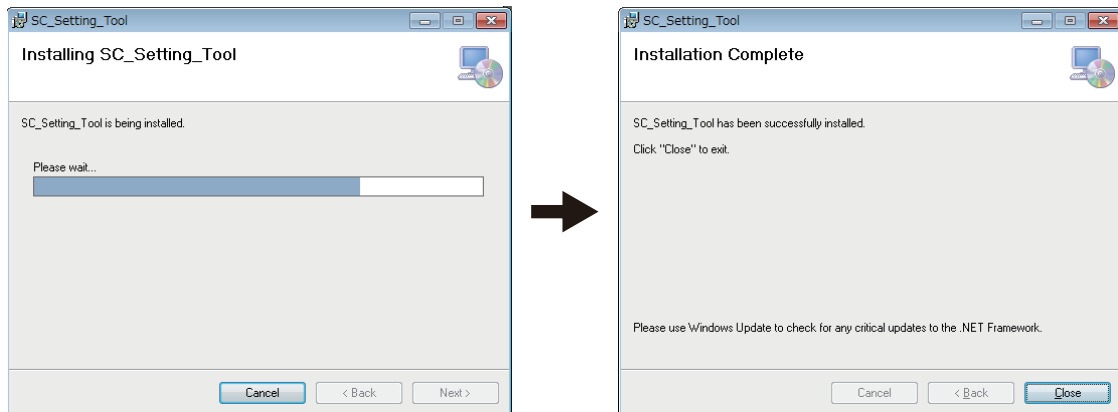 SC_Setting_Tool
Installing SC_Setting_Tool
SC_Setting_Tool is being installed.
Please wait...
Cancel
< Back
Next >
SC_Setting_Tool
Installation Complete
SC_Setting_Tool has been successfully installed.
Click "Close" to exit.
Please use Windows Update to check for any critical updates to the .NET Framework.
Cancel
< Back
Close